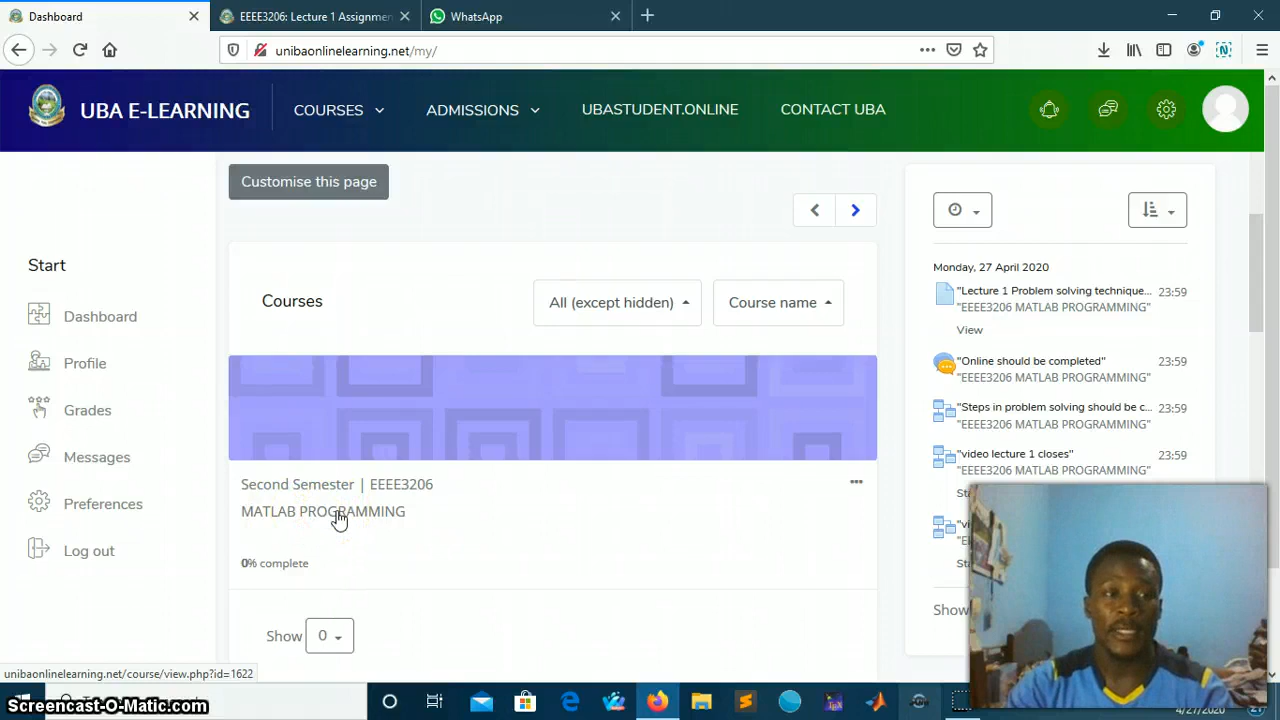 Dashboard
EEEE3206: Lecture 1 Assignmen
WhatsApp
unibaonlinelearning.net/my/
UBA E-LEARNING
COURSES
ADMISSIONS
UBASTUDENT.ONLINE
CONTACT UBA
Customise this page
Start
Dashboard
Profile
Grades
Messages
Preferences
Log out
Courses
All (except hidden)
Course name
Second Semester | EEEE3206
MATLAB PROGRAMMING
0% complete
Show 0
Monday, 27 April 2020
"Lecture 1 Problem solving technique... 23:59
"EEEE3206 MATLAB PROGRAMMING"
View
"Online should be completed" 23:59
"EEEE3206 MATLAB PROGRAMMING"
"Steps in problem solving should be c... 23:59
"EEEE3206 MATLAB PROGRAMMING"
"video lecture 1 closes" 23:59
"EEEE3206 MATLAB PROGRAMMING"
Show
unibaonlinelearning.net/course/view.php?id=1622
Screencast-O-Matic.com
4/27/2020